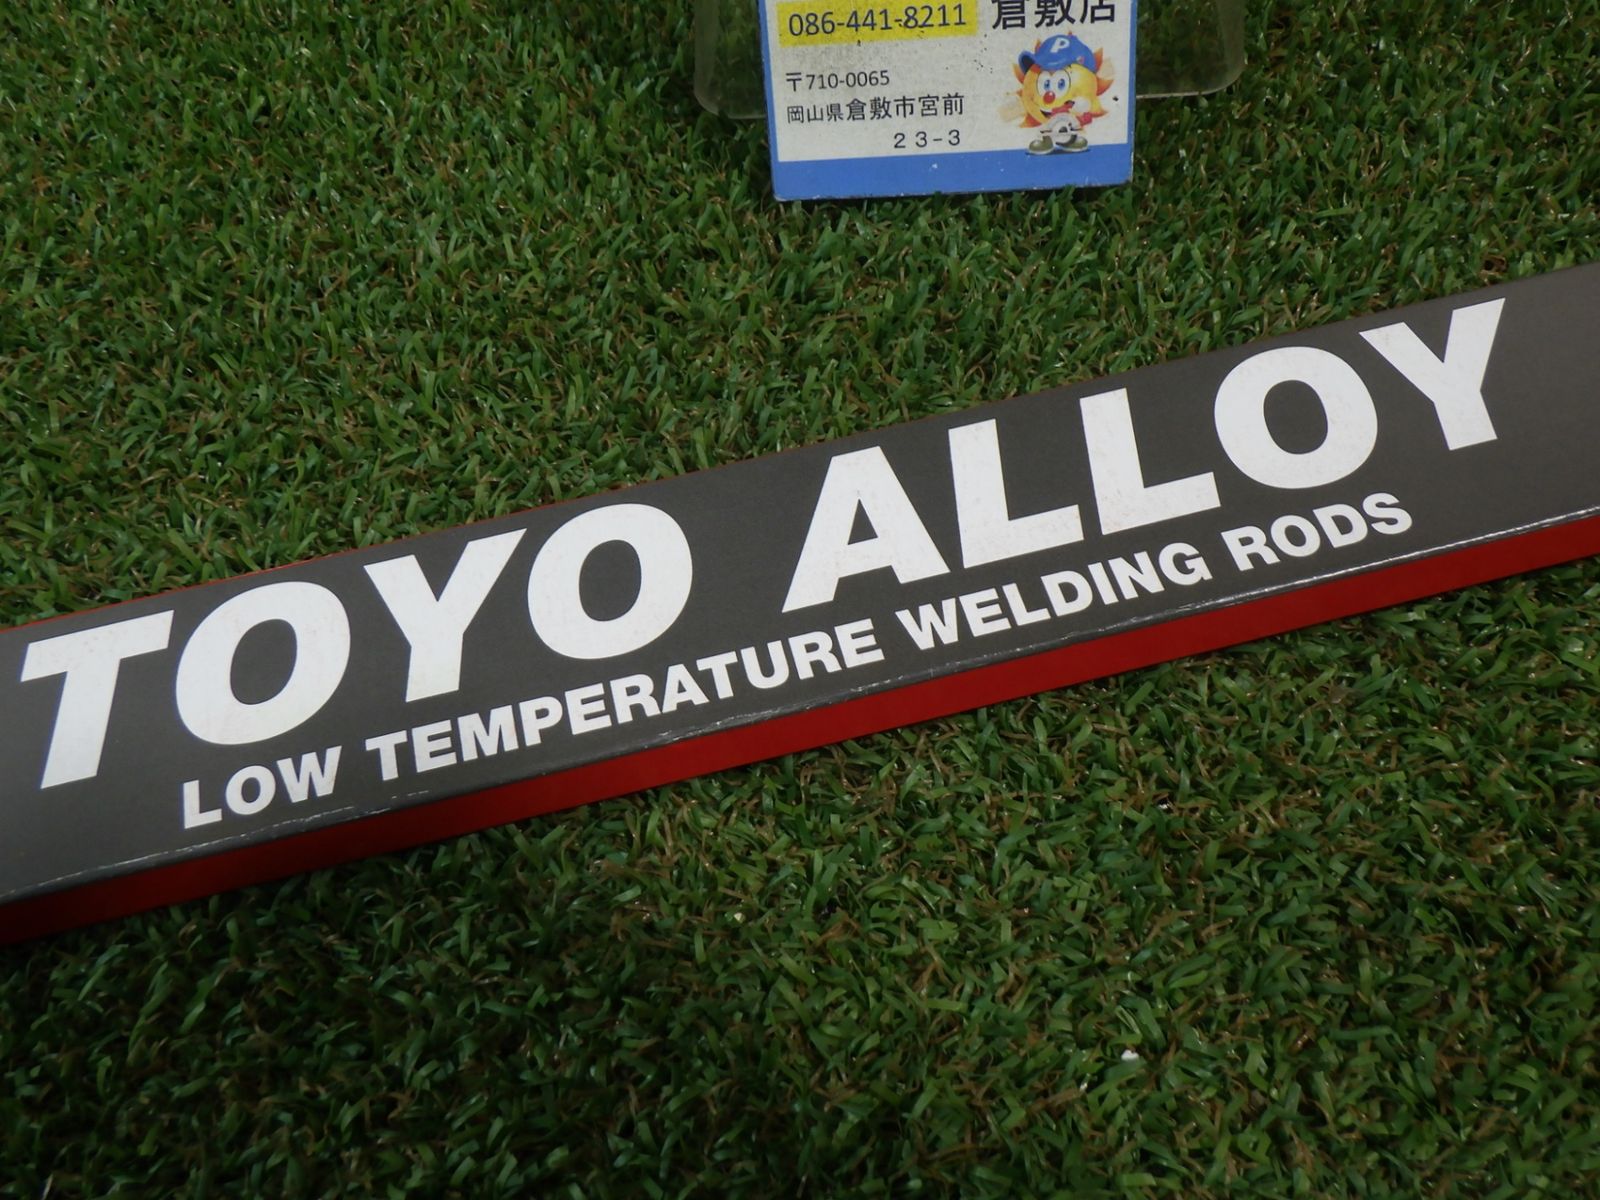 086-441-8211 倉敷店
〒710-0065
岡山県倉敷市宮前
２３−３
P
TOYO ALLOY
LOW TEMPERATURE WELDING RODS